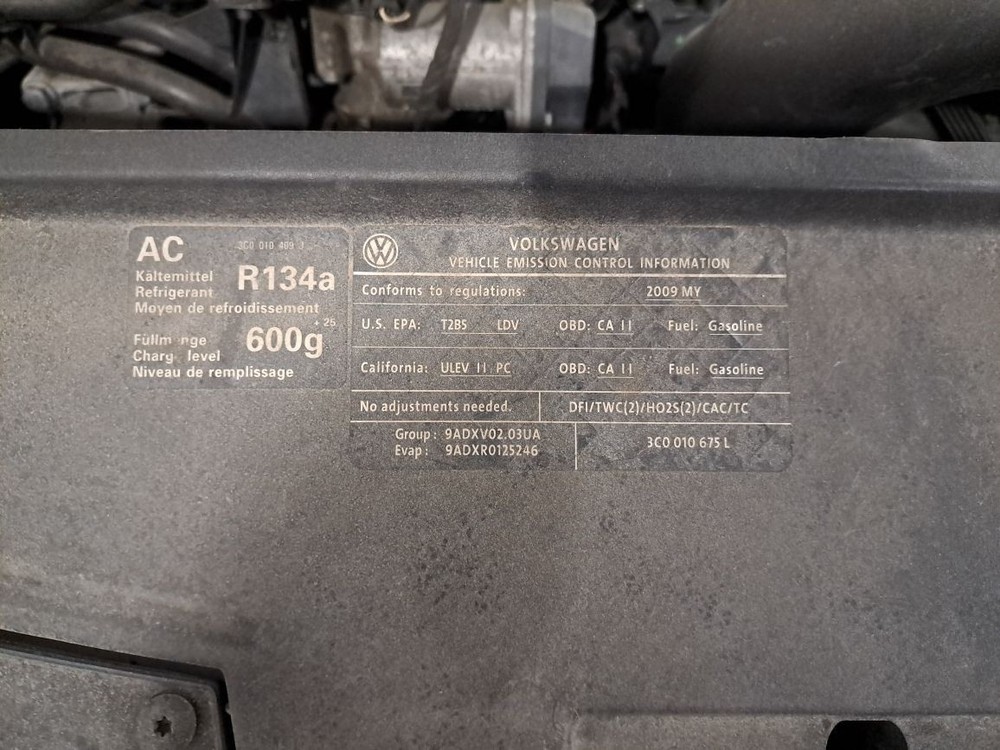 AC
Kältemittel
Refrigerant
R134a
Moyen de refroidissement
+ 25
600g
level
Niveau de remplissage
VOLKSWAGEN
VEHICLE EMISSION CONTROL INFORMATION
Conforms to regulations: 2009 MY
U.S. EPA: T2B5 LDV OBD: CA II Fuel: Gasoline
California: ULEV II PC OBD: CA II Fuel: Gasoline
No adjustments needed. DFI/TWC(2)/HO2S(2)/CAC/TC
Group: 9ADXV02.03UA
Evap: 9ADXR0125246
3C0 010 675 L